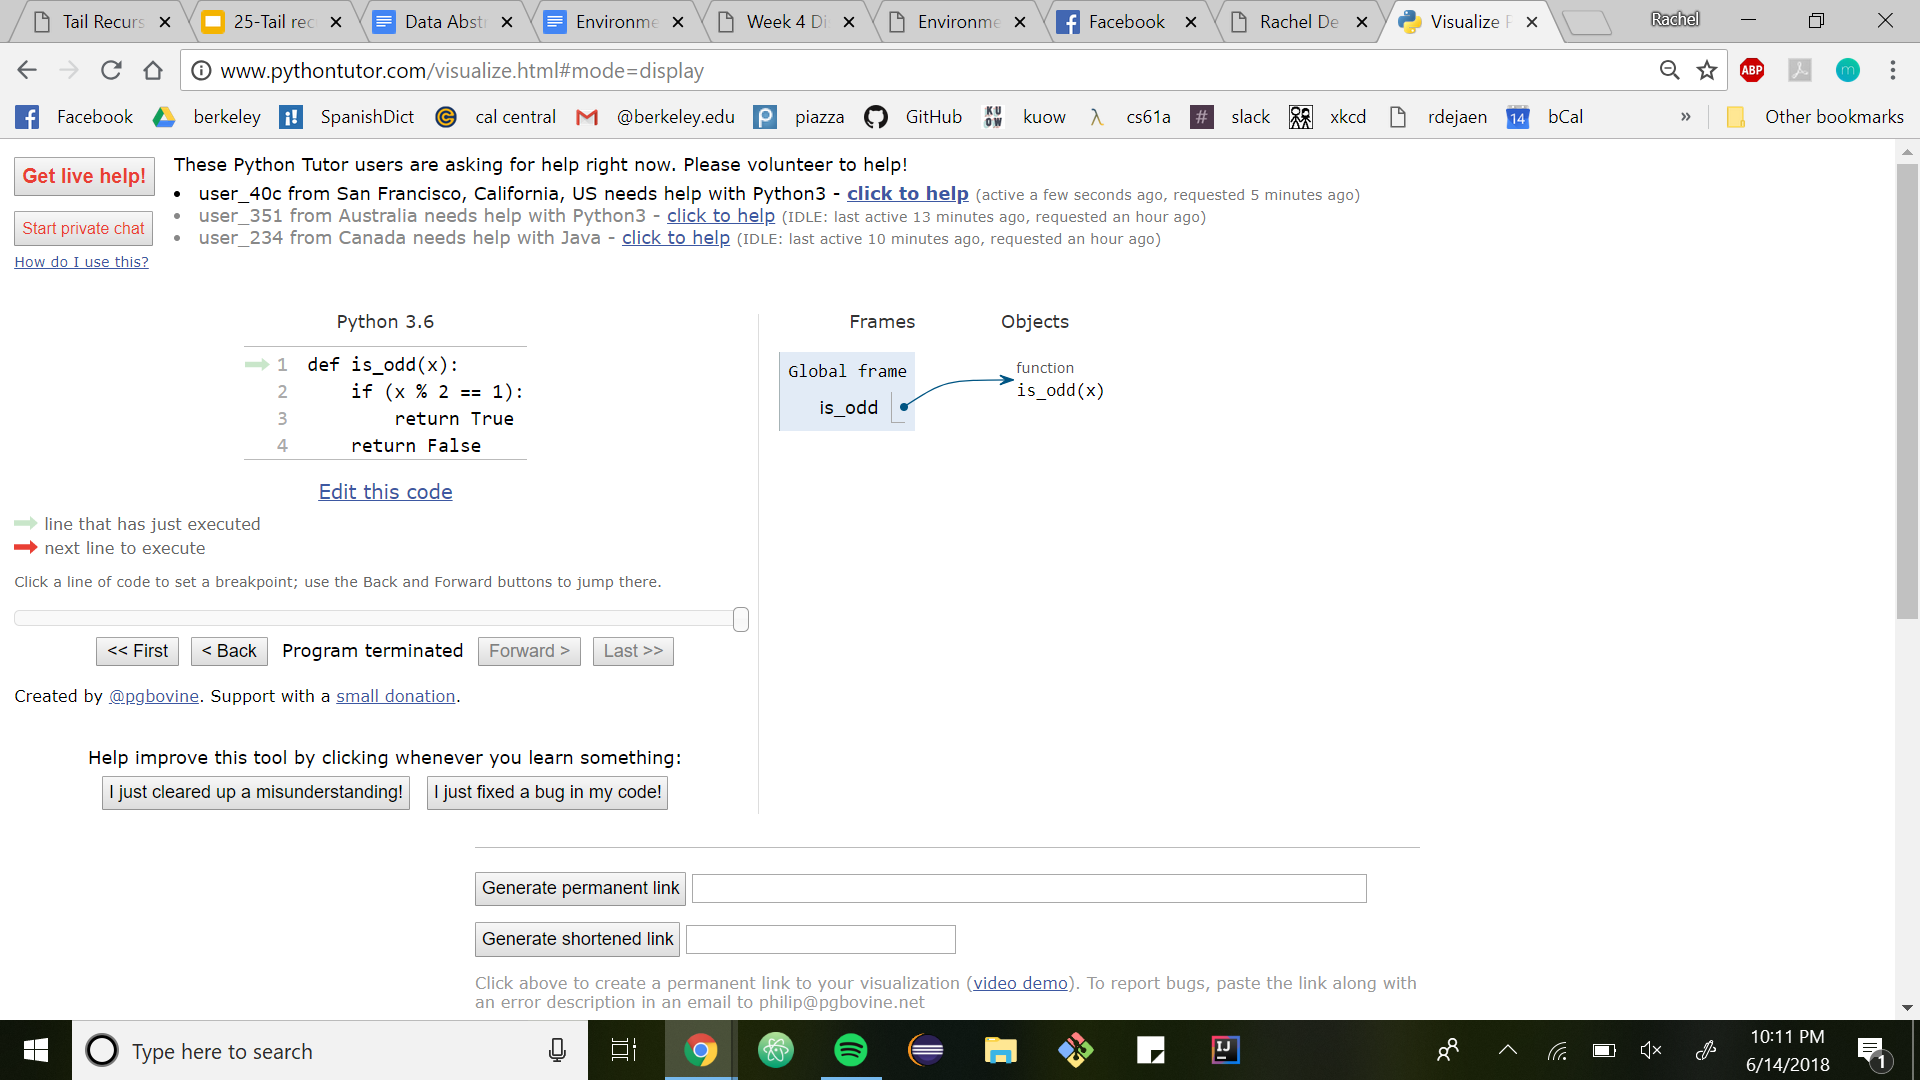 Tail Recurs
25-Tail rec
Data Abst
Environme
Week 4 Di
Environme
Facebook
Rachel De
Visualize P
Rachel
www.pythontutor.com/visualize.html#mode=display
ABP
m
Facebook
berkeley
SpanishDict
cal central
@berkeley.edu
piazza
GitHub
KUOW
kuow
cs61a
slack
xkcd
rdejaen
14
bCal
»
Other bookmarks
Get live help!
These Python Tutor users are asking for help right now. Please volunteer to help!
• user_40c from San Francisco, California, US needs help with Python3 - click to help (active a few seconds ago, requested 5 minutes ago)
• user_351 from Australia needs help with Python3 - click to help (IDLE: last active 13 minutes ago, requested an hour ago)
• user_234 from Canada needs help with Java - click to help (IDLE: last active 10 minutes ago, requested an hour ago)
Start private chat
How do I use this?
Python 3.6
1 def is_odd(x):
2     if (x % 2 == 1):
3         return True
4     return False
Edit this code
line that has just executed
next line to execute
Click a line of code to set a breakpoint; use the Back and Forward buttons to jump there.
<< First
< Back
Program terminated
Forward >
Last >>
Created by @pgbovine. Support with a small donation.
Help improve this tool by clicking whenever you learn something:
I just cleared up a misunderstanding!
I just fixed a bug in my code!
Frames
Objects
Global frame
is_odd
function
is_odd(x)
Generate permanent link
Generate shortened link
Click above to create a permanent link to your visualization (video demo). To report bugs, paste the link along with
an error description in an email to philip@pgbovine.net
Type here to search
IJ
10:11 PM
6/14/2018
1